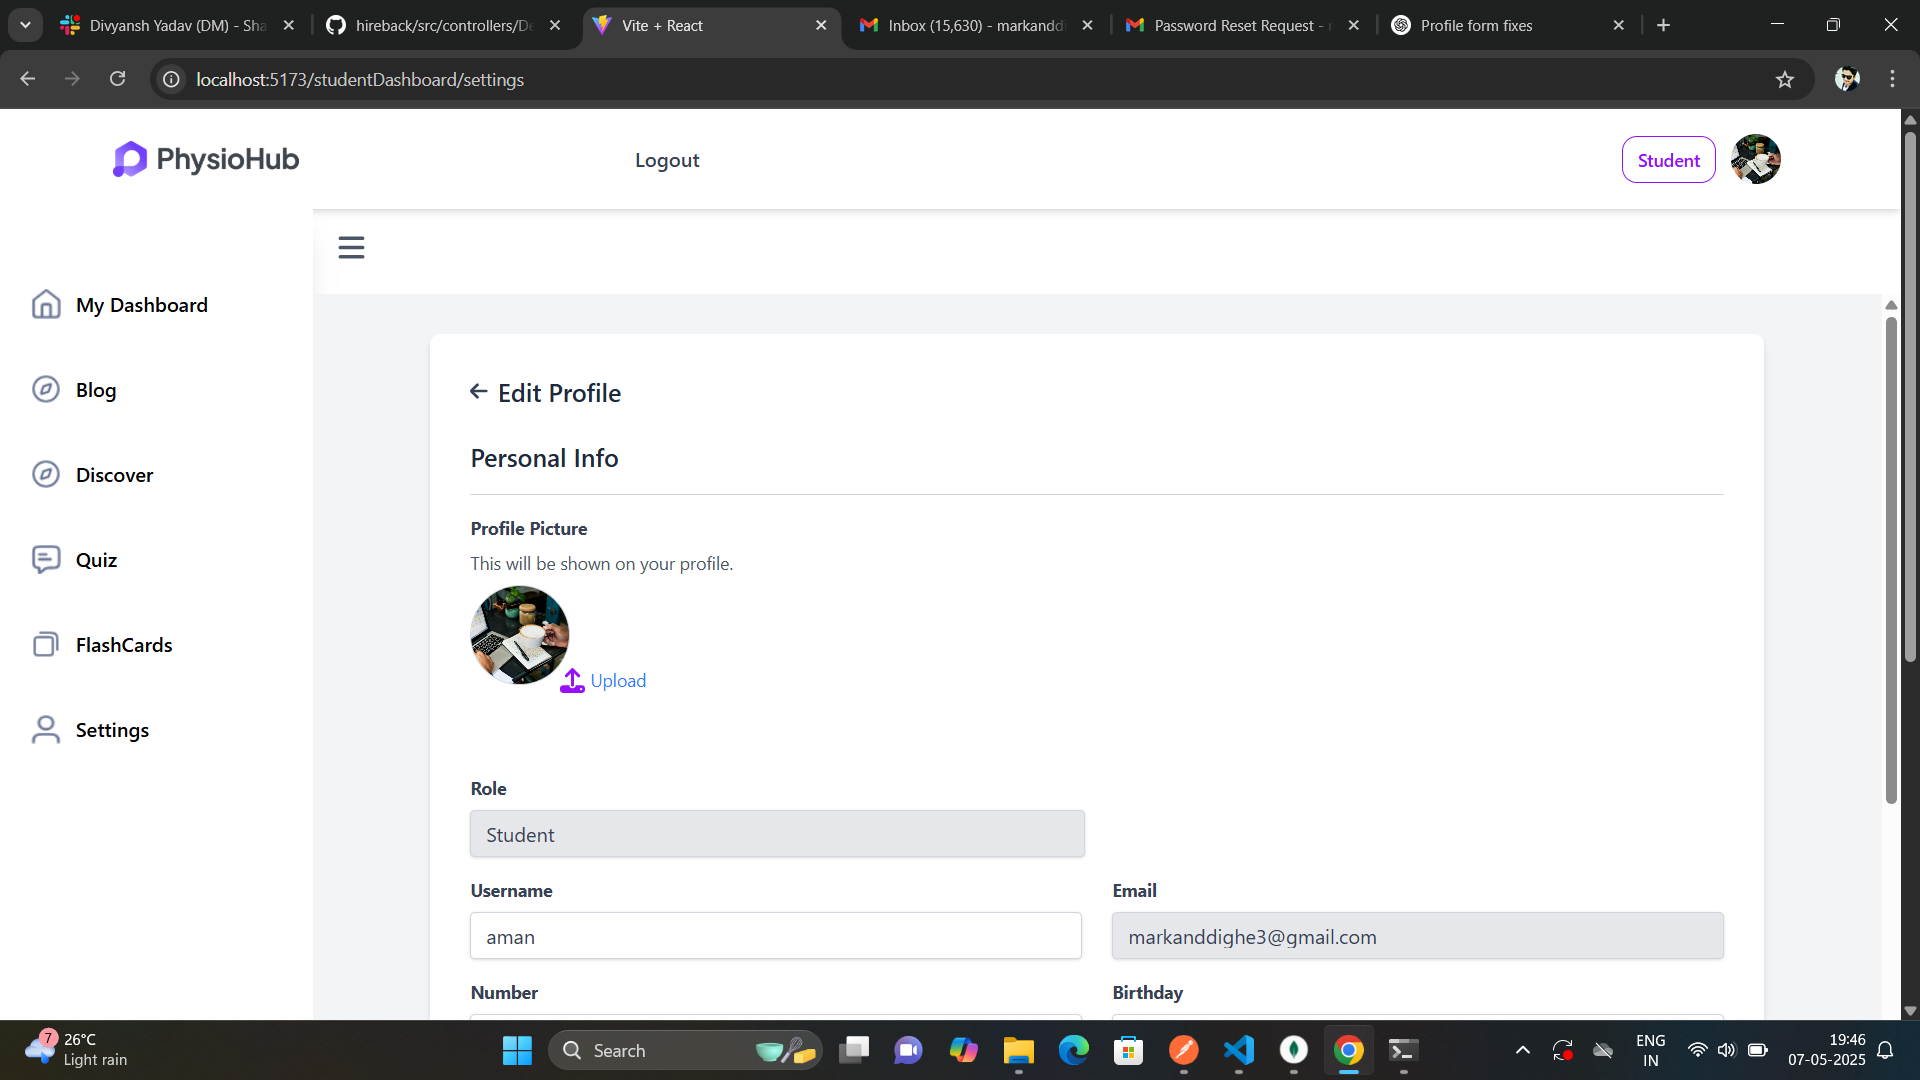 Divyansh Yadav (DM) - Sha
hireback/src/controllers/De
Vite + React
Inbox (15,630) - markanddi
Password Reset Request -
Profile form fixes
localhost:5173/studentDashboard/settings
PhysioHub
Logout
Student
My Dashboard
Blog
Discover
Quiz
FlashCards
Settings
Edit Profile
Personal Info
Profile Picture
This will be shown on your profile.
Upload
Role
Student
Username
Email
aman
markanddighe3@gmail.com
Number
Birthday
7
26°C
Light rain
Search
ENG
IN
19:46
07-05-2025